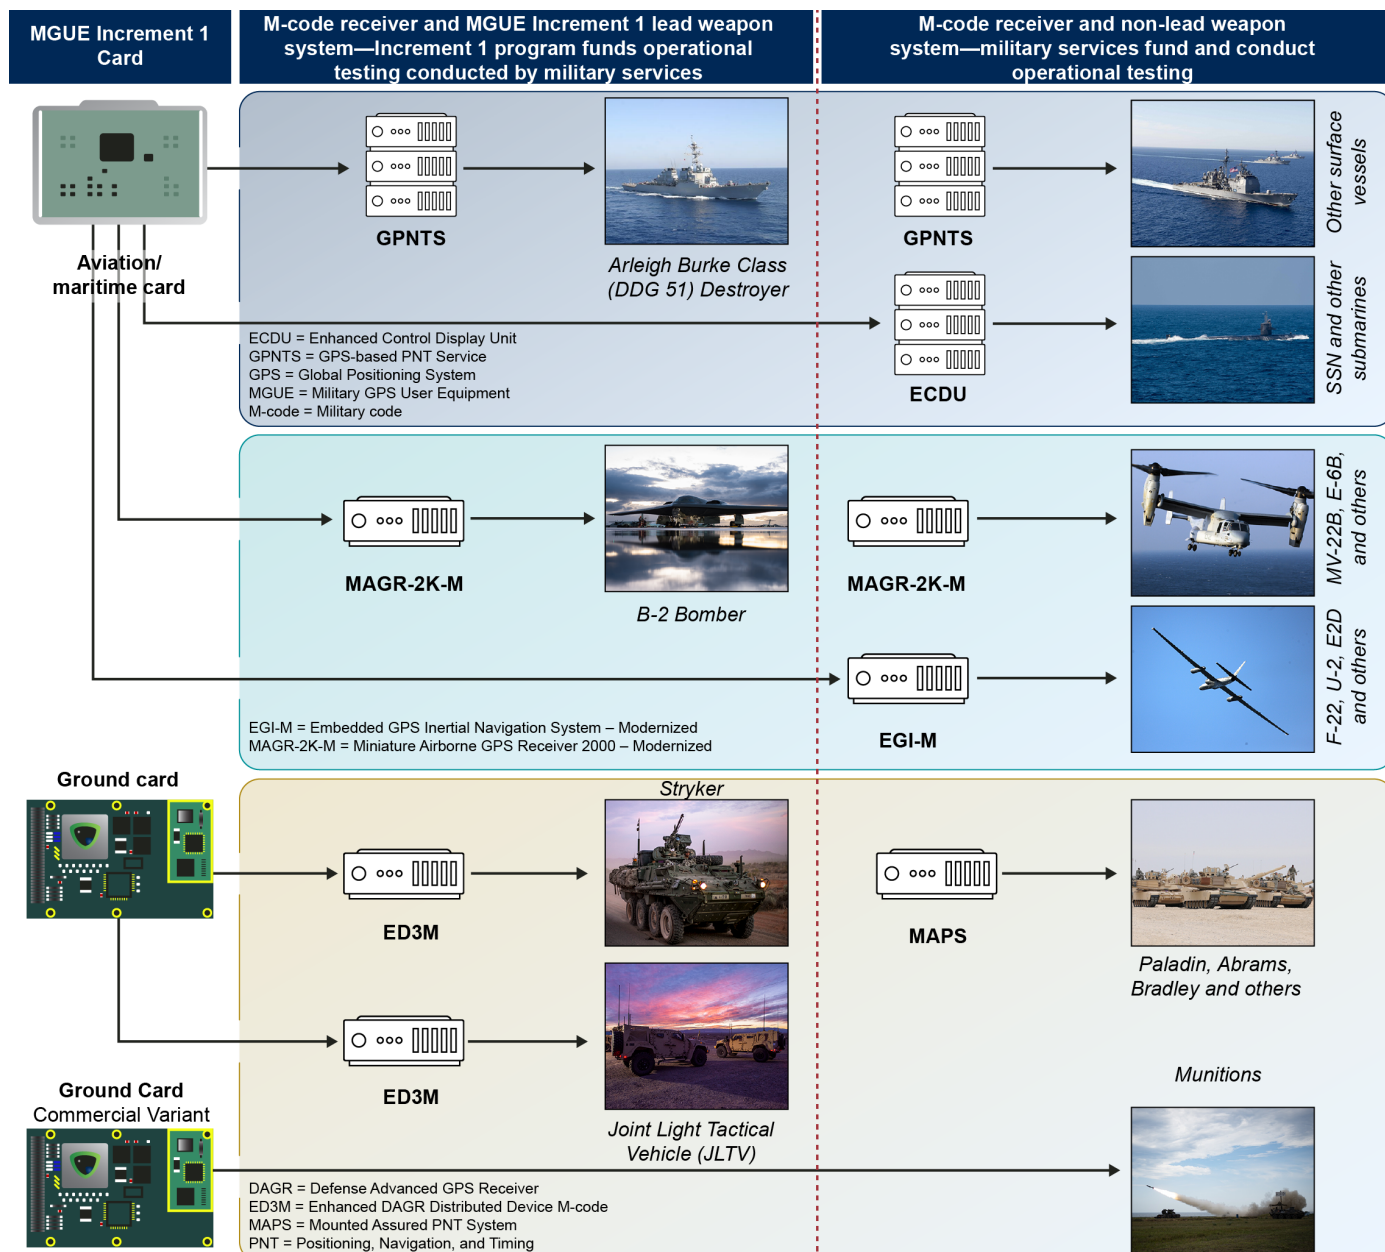 MGUE Increment 1
Card
M-code receiver and MGUE Increment 1 lead weapon
system—Increment 1 program funds operational
testing conducted by military services
M-code receiver and non-lead weapon
system—military services fund and conduct
operational testing
Aviation/
maritime card
GPNTS
Arleigh Burke Class
(DDG 51) Destroyer
GPNTS
Other surface
vessels
ECDU
SSN and other
submarines
ECDU = Enhanced Control Display Unit
GPNTS = GPS-based PNT Service
GPS = Global Positioning System
MGUE = Military GPS User Equipment
M-code = Military code
MAGR-2K-M
B-2 Bomber
MAGR-2K-M
MV-22B, E-6B,
and others
EGI-M
F-22, U-2, E2D
and others
EGI-M = Embedded GPS Inertial Navigation System – Modernized
MAGR-2K-M = Miniature Airborne GPS Receiver 2000 – Modernized
Ground card
ED3M
Stryker
MAPS
Paladin, Abrams,
Bradley and others
ED3M
Joint Light Tactical
Vehicle (JLTV)
Ground Card
Commercial Variant
Munitions
DAGR = Defense Advanced GPS Receiver
ED3M = Enhanced DAGR Distributed Device M-code
MAPS = Mounted Assured PNT System
PNT = Positioning, Navigation, and Timing